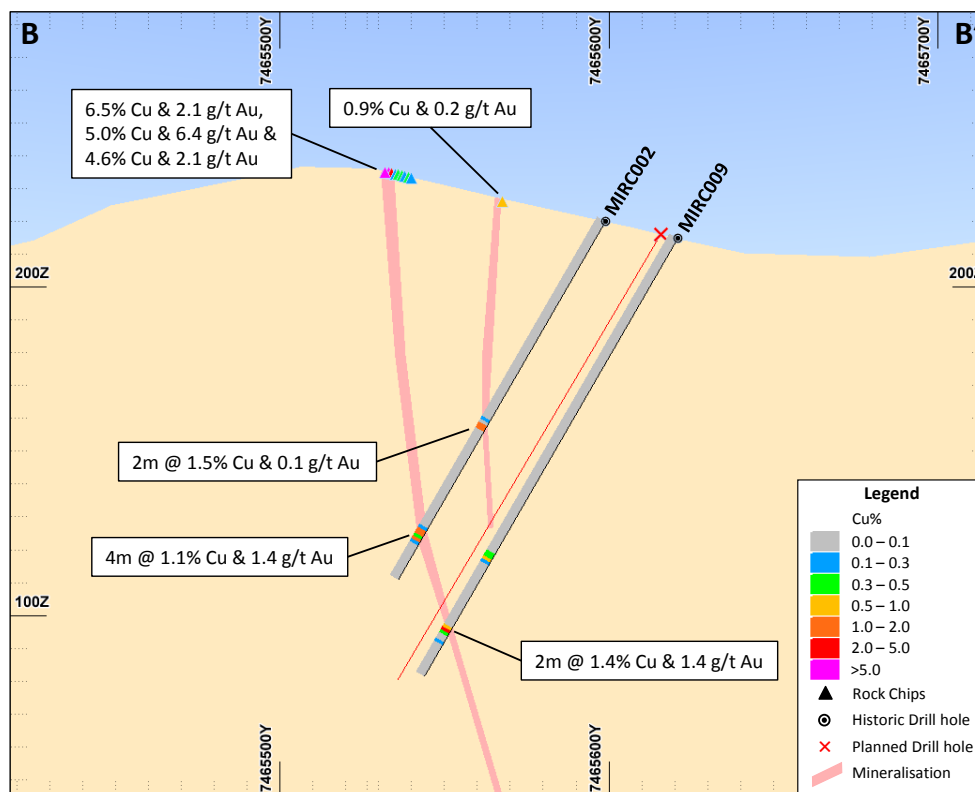 B
B'
7465500Y
7465600Y
7465700Y
6.5% Cu & 2.1 g/t Au,
5.0% Cu & 6.4 g/t Au &
4.6% Cu & 2.1 g/t Au
0.9% Cu & 0.2 g/t Au
MIRC002
MIRC009
200Z
200Z
2m @ 1.5% Cu & 0.1 g/t Au
4m @ 1.1% Cu & 1.4 g/t Au
100Z
2m @ 1.4% Cu & 1.4 g/t Au
7465500Y
7465600Y
Legend
Cu%
0.0 – 0.1
0.1 – 0.3
0.3 – 0.5
0.5 – 1.0
1.0 – 2.0
2.0 – 5.0
>5.0
Rock Chips
Historic Drill hole
Planned Drill hole
Mineralisation